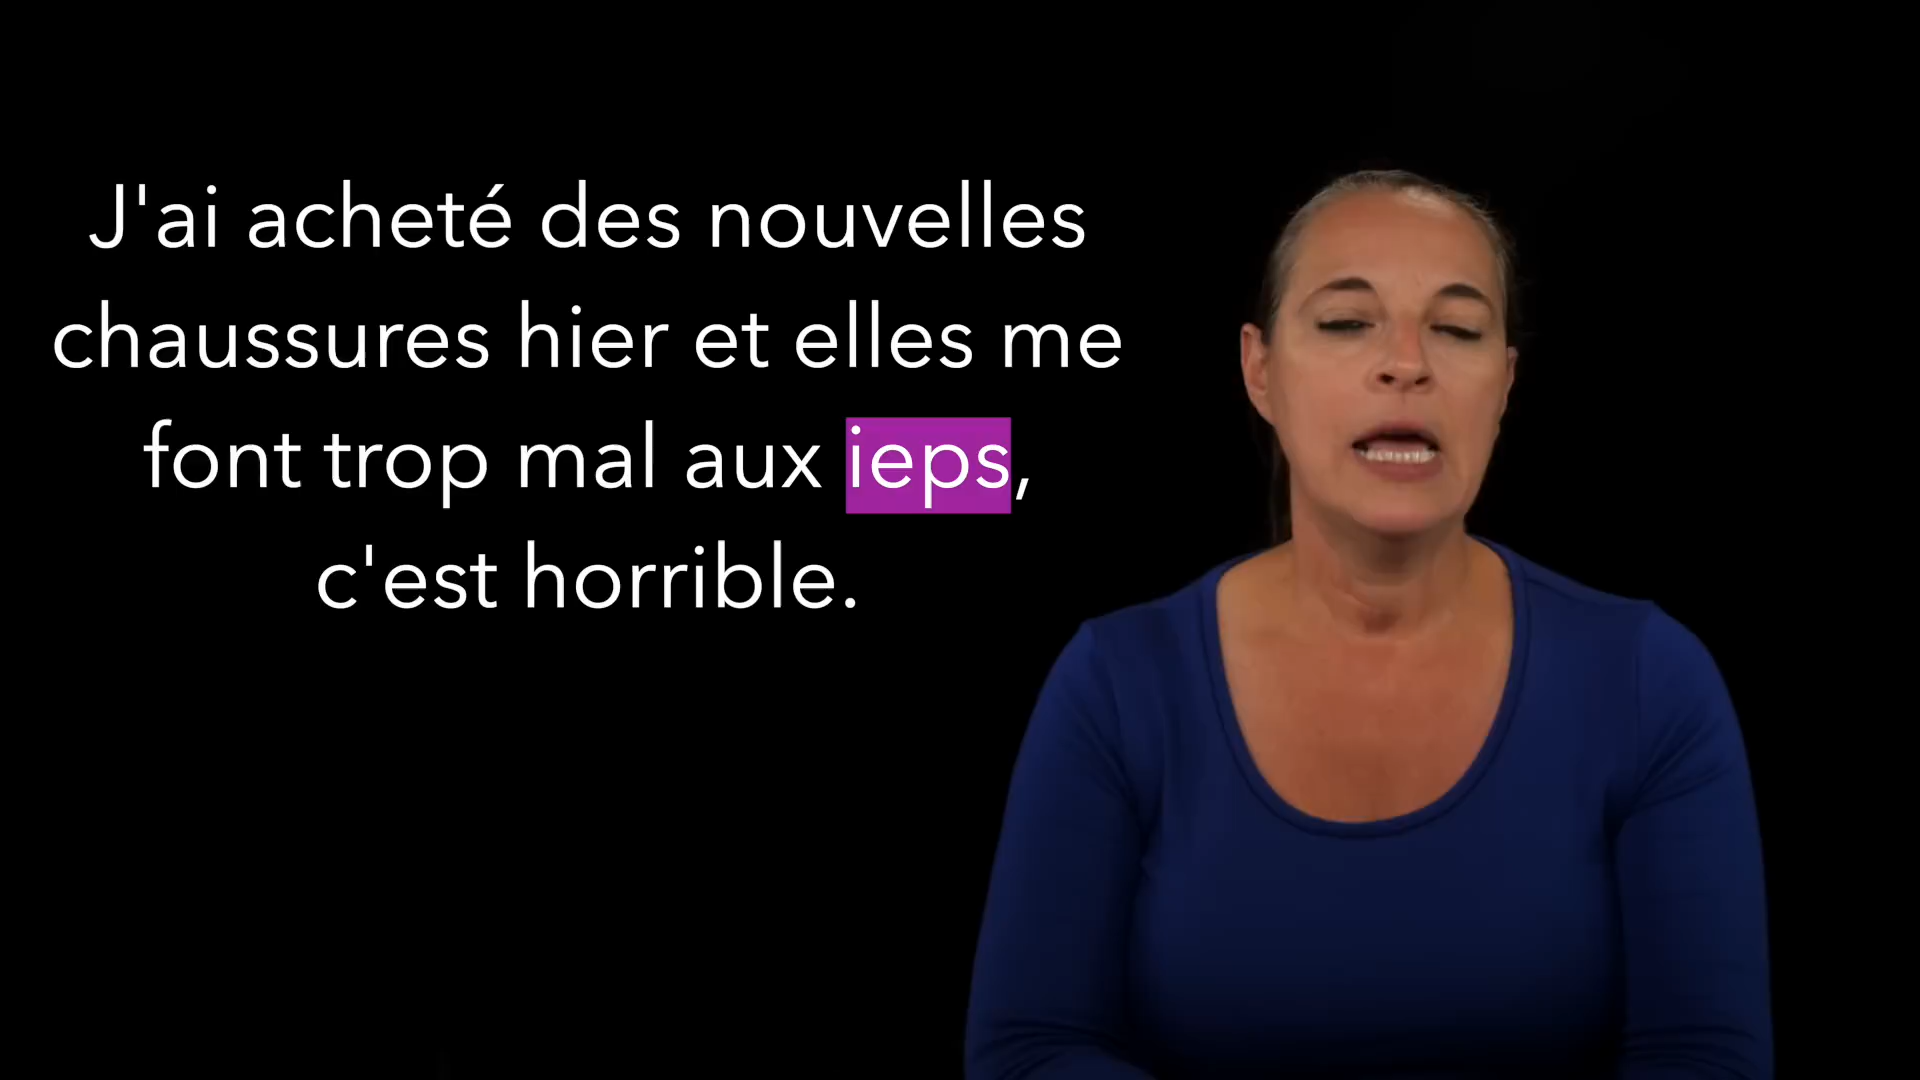 J'ai acheté des nouvelles
chaussures hier et elles me
font trop mal aux ieps,
c'est horrible.